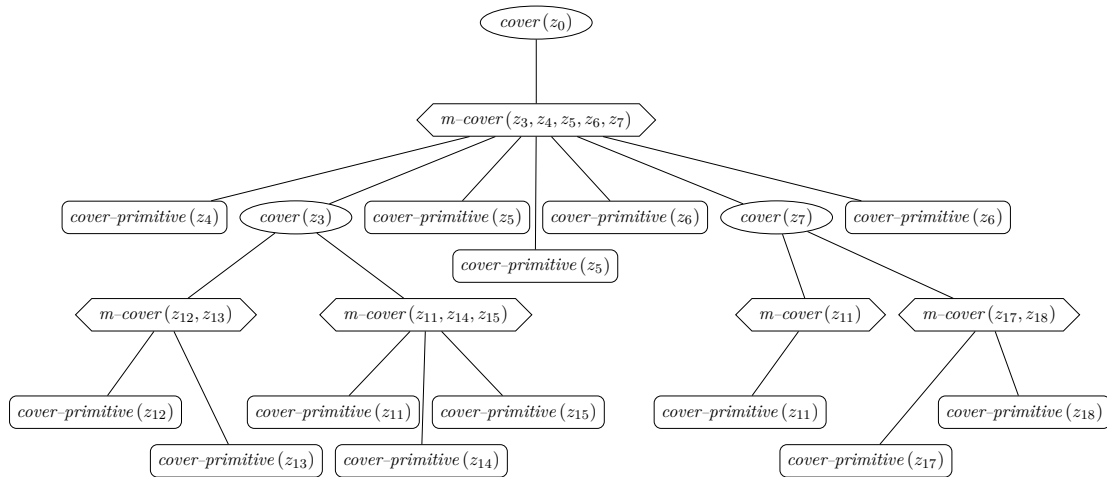 cover(z₀)
m–cover(z₃, z₄, z₅, z₆, z₇)
cover–primitive(z₄)
cover(z₃)
cover–primitive(z₅)
cover–primitive(z₆)
cover(z₇)
cover–primitive(z₆)
cover–primitive(z₅)
m–cover(z₁₂, z₁₃)
m–cover(z₁₁, z₁₄, z₁₅)
m–cover(z₁₁)
m–cover(z₁₇, z₁₈)
cover–primitive(z₁₂)
cover–primitive(z₁₁)
cover–primitive(z₁₅)
cover–primitive(z₁₁)
cover–primitive(z₁₈)
cover–primitive(z₁₃)
cover–primitive(z₁₄)
cover–primitive(z₁₇)